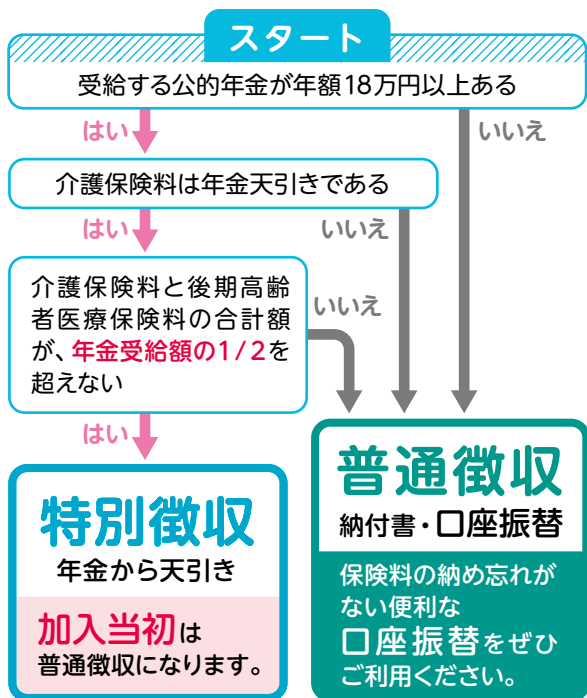 スタート
受給する公的年金が年額18万円以上ある
はい
いいえ
介護保険料は年金天引きである
はい
いいえ
介護保険料と後期高齢
者医療保険料の合計額
が、年金受給額の1/2を
超えない
いいえ
はい
特別徴収
年金から天引き
加入当初は
普通徴収になります。
普通徴収
納付書・口座振替
保険料の納め忘れが
ない便利な
口座振替をぜひ
ご利用ください。